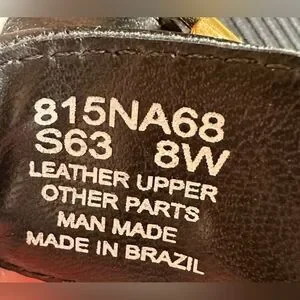 815NA68
S63 8W
LEATHER UPPER
OTHER PARTS
MAN MADE
MADE IN BRAZIL